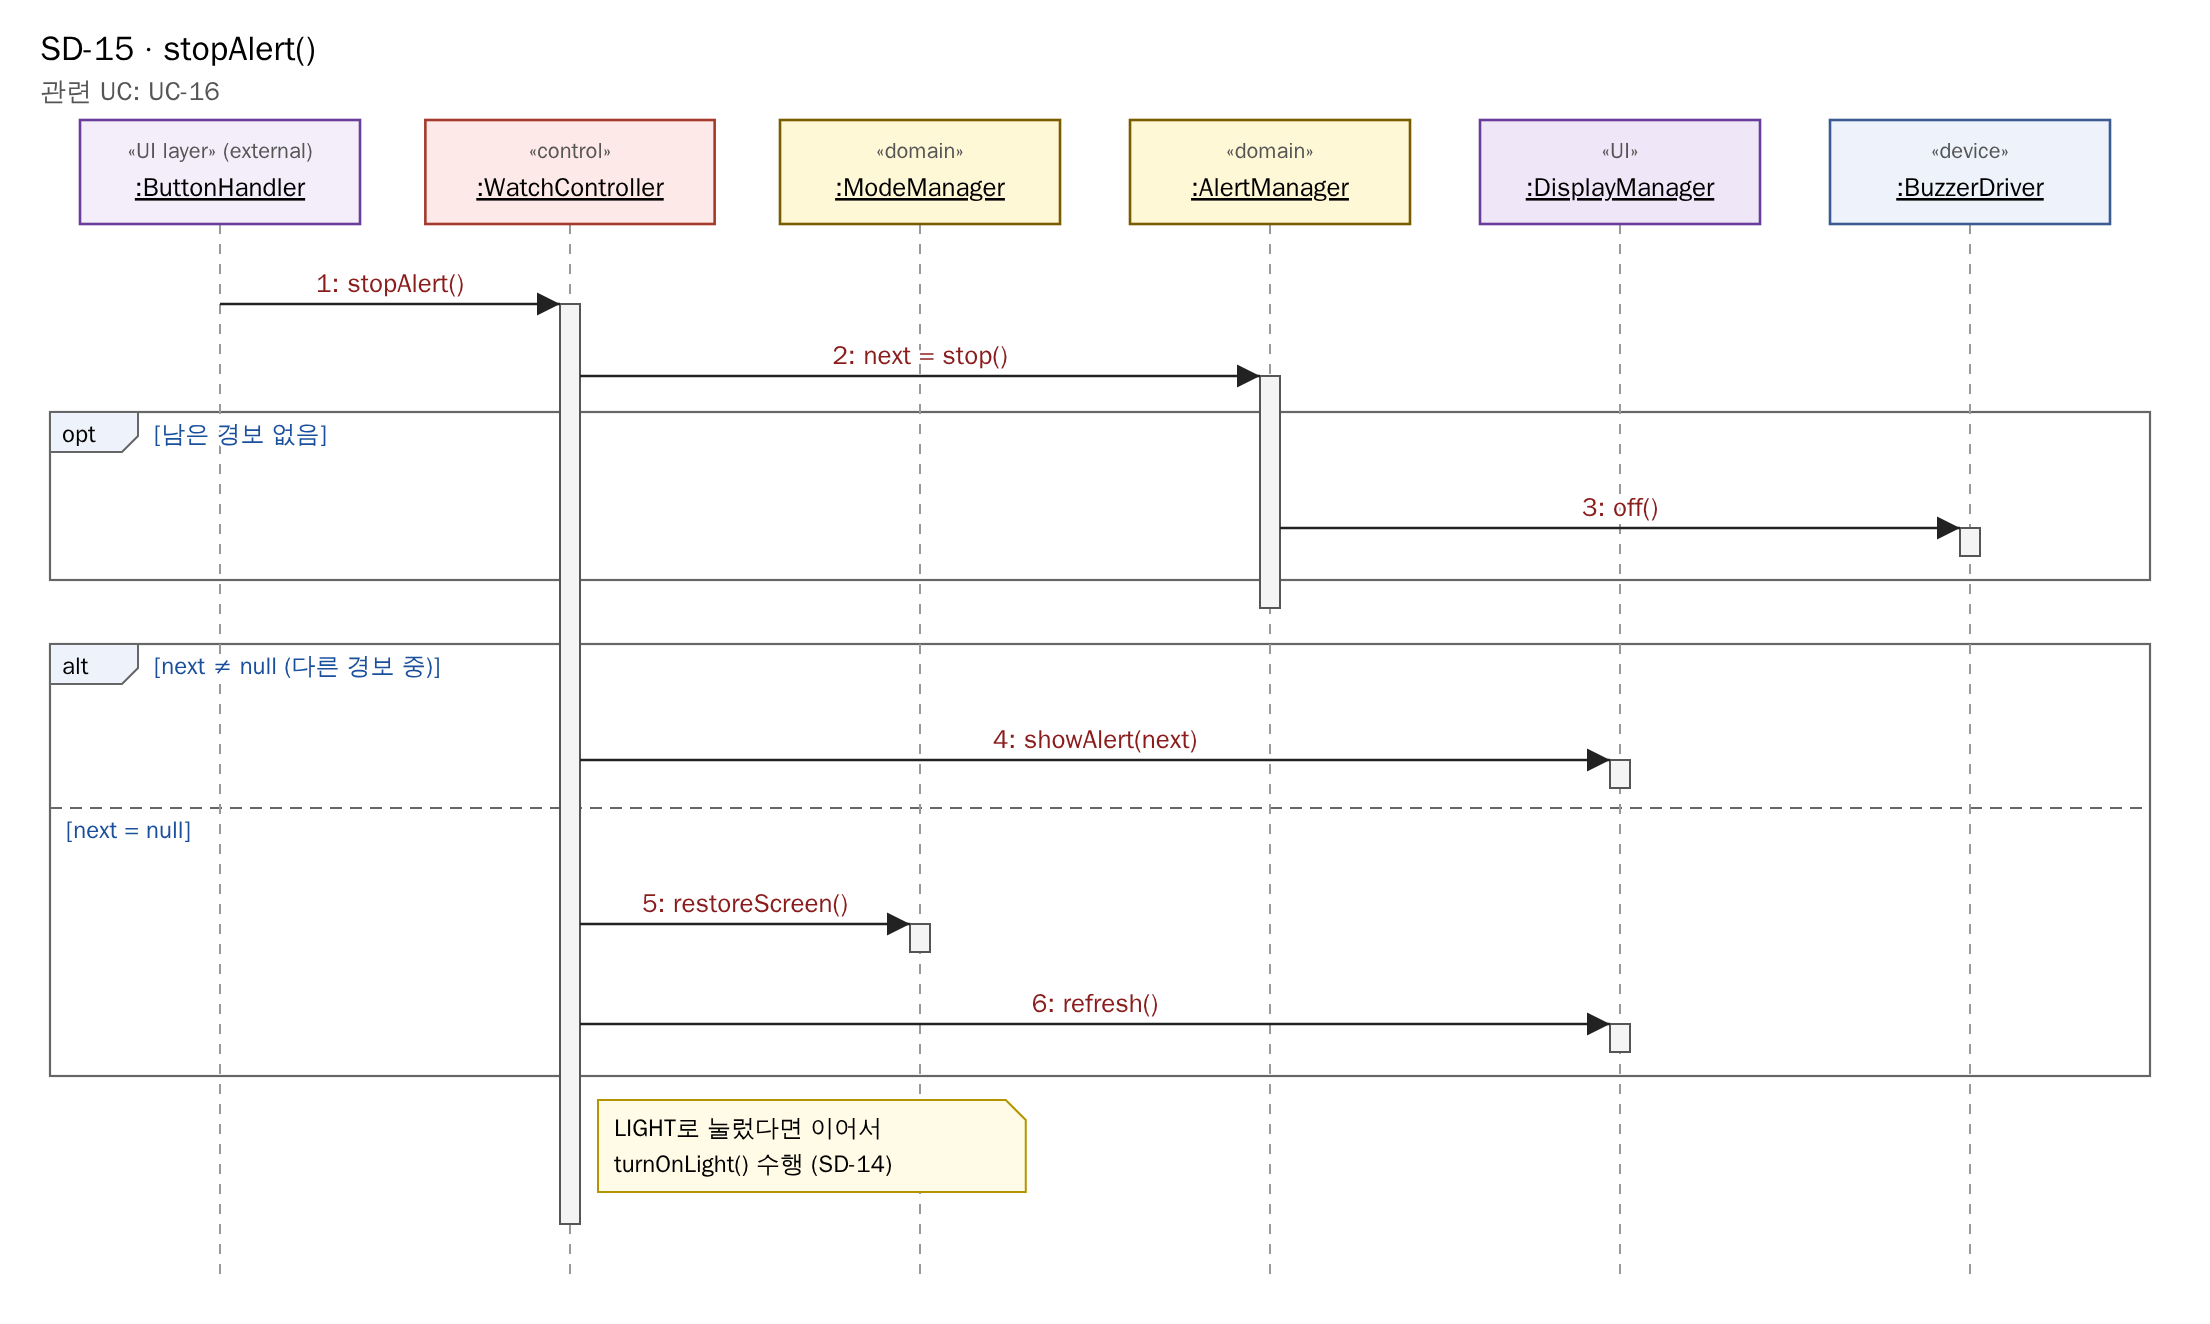 SD-15 · stopAlert()
관련 UC: UC-16
«UI layer» (external)
:ButtonHandler
«control»
:WatchController
«domain»
:ModeManager
«domain»
:AlertManager
«UI»
:DisplayManager
«device»
:BuzzerDriver
1: stopAlert()
2: next = stop()
opt
[남은 경보 없음]
3: off()
alt
[next ≠ null (다른 경보 중)]
4: showAlert(next)
[next = null]
5: restoreScreen()
6: refresh()
LIGHT로 눌렀다면 이어서
turnOnLight() 수행 (SD-14)